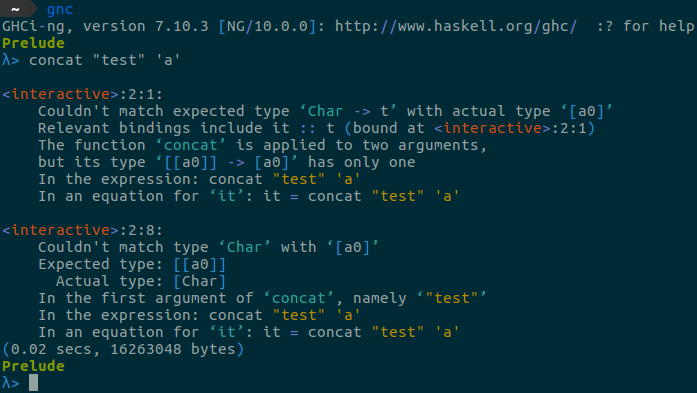 ~ gnc
GHCi-ng, version 7.10.3 [NG/10.0.0]: http://www.haskell.org/ghc/  :? for help
Prelude
λ> concat "test" 'a'
<interactive>:2:1:
    Couldn't match expected type ‘Char -> t’ with actual type ‘[a0]’
    Relevant bindings include it :: t (bound at <interactive>:2:1)
    The function ‘concat’ is applied to two arguments,
    but its type ‘[[a0]] -> [a0]’ has only one
    In the expression: concat "test" 'a'
    In an equation for ‘it’: it = concat "test" 'a'
<interactive>:2:8:
    Couldn't match type ‘Char’ with ‘[a0]’
    Expected type: [[a0]]
      Actual type: [Char]
    In the first argument of ‘concat’, namely ‘"test"’
    In the expression: concat "test" 'a'
    In an equation for ‘it’: it = concat "test" 'a'
(0.02 secs, 16263048 bytes)
Prelude
λ>